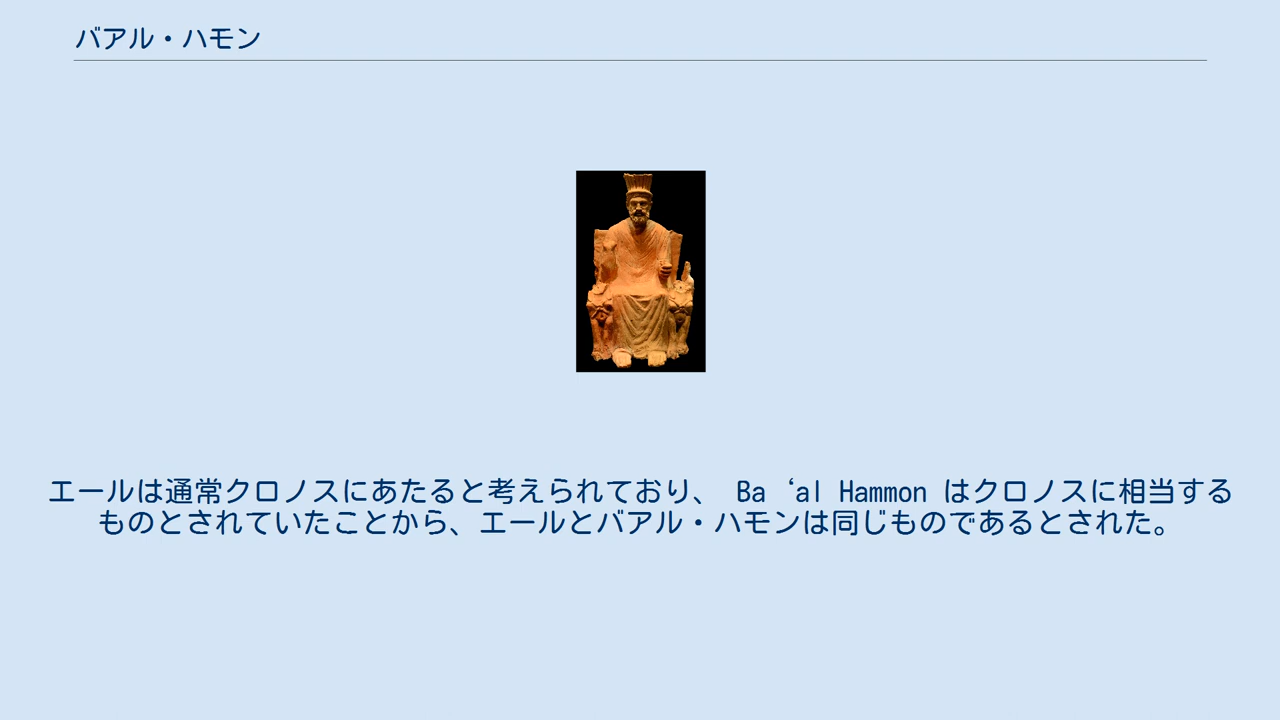 バアル・ハモン
エールは通常クロノスにあたると考えられており、 Ba‘al Hammon はクロノスに相当する
ものとされていたことから、エールとバアル・ハモンは同じものであるとされた。